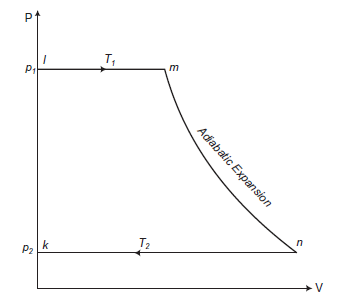 P
p₁
l
T₁
m
Adiabatic Expansion
p₂
k
T₂
n
V